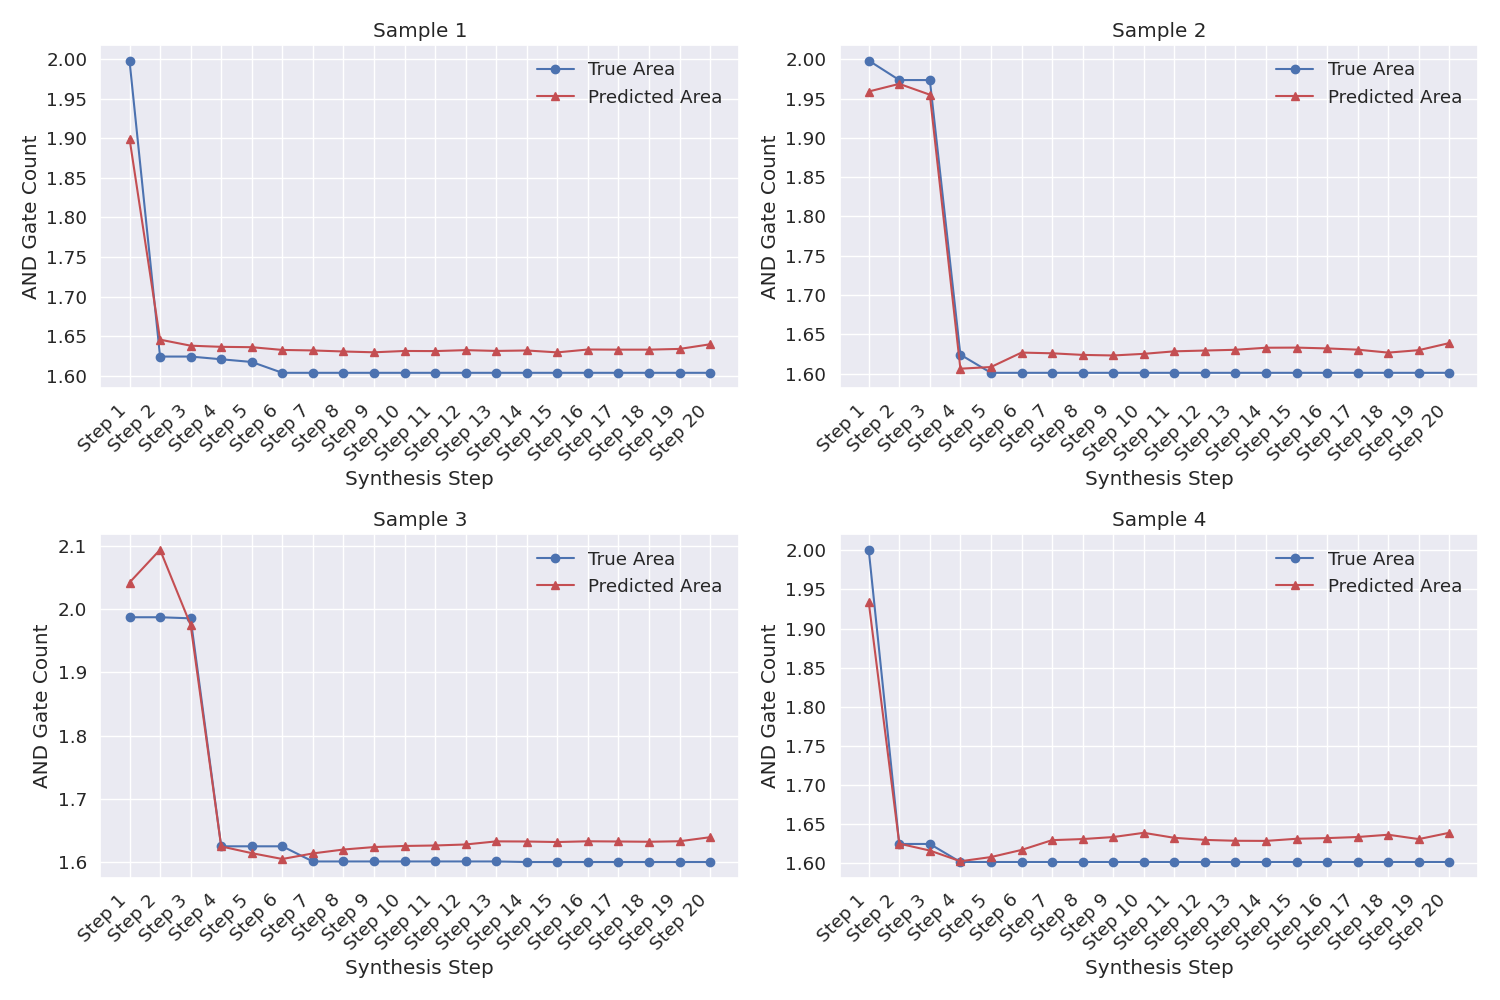 Sample 1
2.00
1.95
1.90
1.85
1.80
1.75
1.70
1.65
1.60
AND Gate Count
True Area
Predicted Area
Step 1
Step 2
Step 3
Step 4
Step 5
Step 6
Step 7
Step 8
Step 9
Step 10
Step 11
Step 12
Step 13
Step 14
Step 15
Step 16
Step 17
Step 18
Step 19
Step 20
Synthesis Step
Sample 2
2.00
1.95
1.90
1.85
1.80
1.75
1.70
1.65
1.60
AND Gate Count
True Area
Predicted Area
Step 1
Step 2
Step 3
Step 4
Step 5
Step 6
Step 7
Step 8
Step 9
Step 10
Step 11
Step 12
Step 13
Step 14
Step 15
Step 16
Step 17
Step 18
Step 19
Step 20
Synthesis Step
Sample 3
2.1
2.0
1.9
1.8
1.7
1.6
AND Gate Count
True Area
Predicted Area
Step 1
Step 2
Step 3
Step 4
Step 5
Step 6
Step 7
Step 8
Step 9
Step 10
Step 11
Step 12
Step 13
Step 14
Step 15
Step 16
Step 17
Step 18
Step 19
Step 20
Synthesis Step
Sample 4
2.00
1.95
1.90
1.85
1.80
1.75
1.70
1.65
1.60
AND Gate Count
True Area
Predicted Area
Step 1
Step 2
Step 3
Step 4
Step 5
Step 6
Step 7
Step 8
Step 9
Step 10
Step 11
Step 12
Step 13
Step 14
Step 15
Step 16
Step 17
Step 18
Step 19
Step 20
Synthesis Step